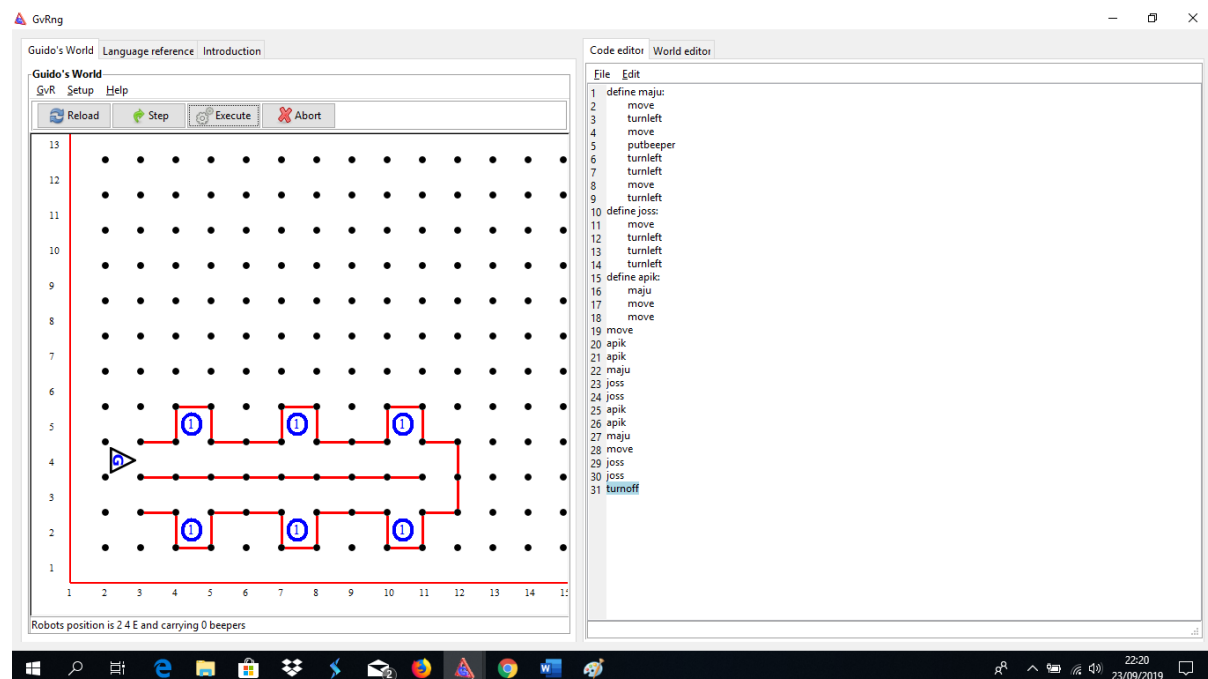 GvRng
Guido's World Language reference Introduction
Guido's World
GvR Setup Help
Reload Step Execute Abort
13
12
11
10
9
8
7
6
5
4
3
2
1
1 1 1
G
1 1 1
1 2 3 4 5 6 7 8 9 10 11 12 13 14
Robots position is 2 4 E and carrying 0 beepers
Code editor World editor
File Edit
1 define maju:
2 move
3 turnleft
4 move
5 putbeeper
6 turnleft
7 turnleft
8 move
9 turnleft
10 define joss:
11 move
12 turnleft
13 turnleft
14 turnleft
15 define apik:
16 maju
17 move
18 move
19 move
20 apik
21 apik
22 maju
23 joss
24 joss
25 apik
26 apik
27 maju
28 move
29 joss
30 joss
31 turnoff
22:20
23/09/2019